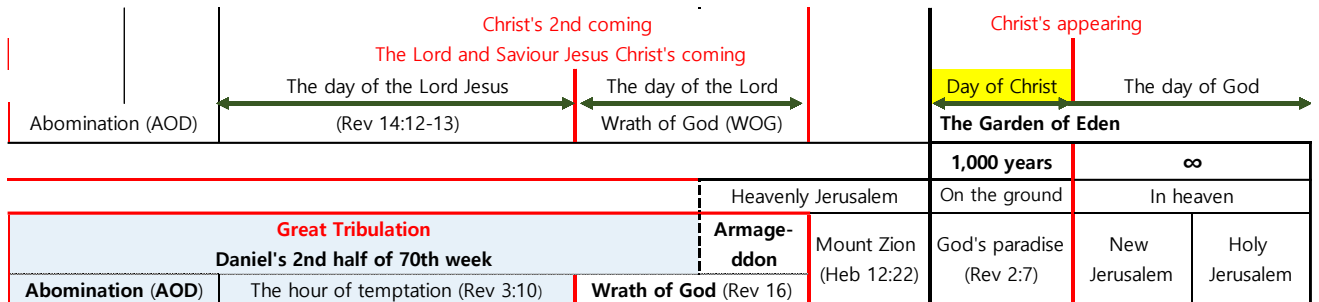 Christ's 2nd coming
Christ's appearing
The Lord and Saviour Jesus Christ's coming
The day of the Lord Jesus
The day of the Lord
Day of Christ
The day of God
Abomination (AOD)
(Rev 14:12-13)
Wrath of God (WOG)
The Garden of Eden
1,000 years
∞
Heavenly Jerusalem
On the ground
In heaven
Great Tribulation
Daniel's 2nd half of 70th week
Armage-
ddon
Mount Zion
(Heb 12:22)
God's paradise
(Rev 2:7)
New
Jerusalem
Holy
Jerusalem
Abomination (AOD)
The hour of temptation (Rev 3:10)
Wrath of God (Rev 16)